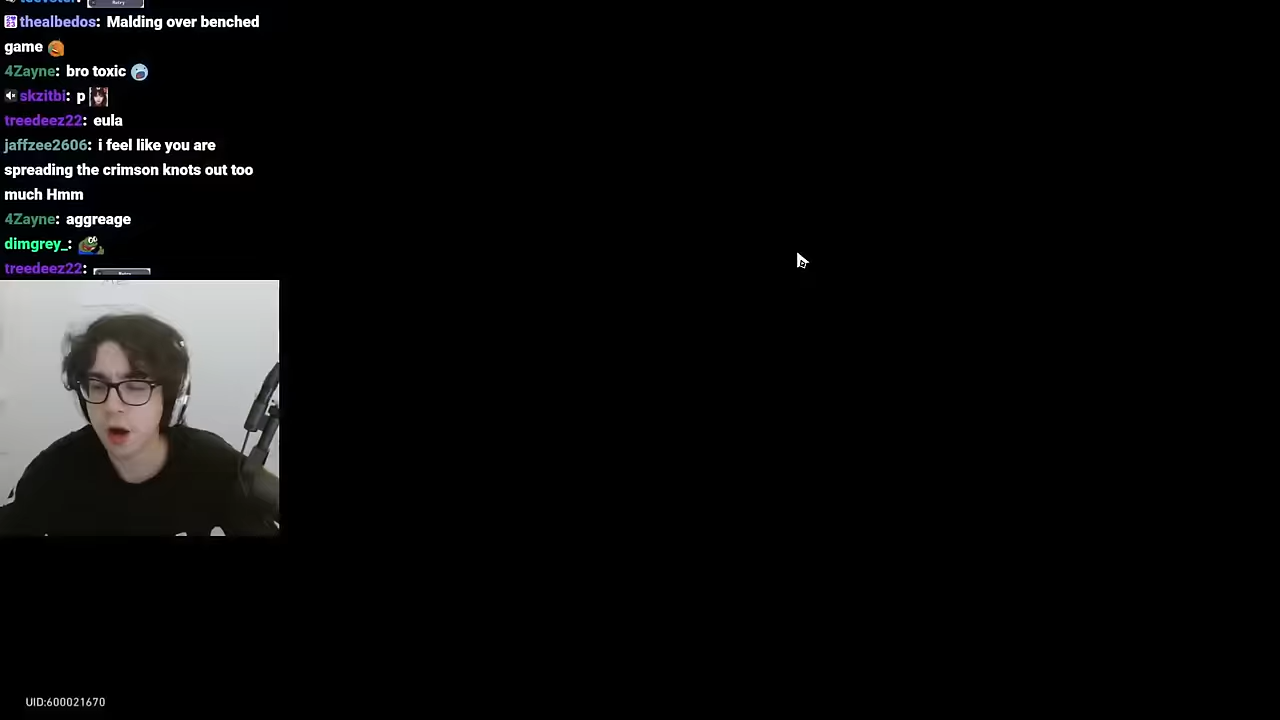 thealbedos: Malding over benched
game
4Zayne: bro toxic
skzitbi: p
treedeez22: eula
jaffzee2606: i feel like you are
spreading the crimson knots out too
much Hmm
4Zayne: aggreage
dimgrey_:
treedeez22:
UID:600021670